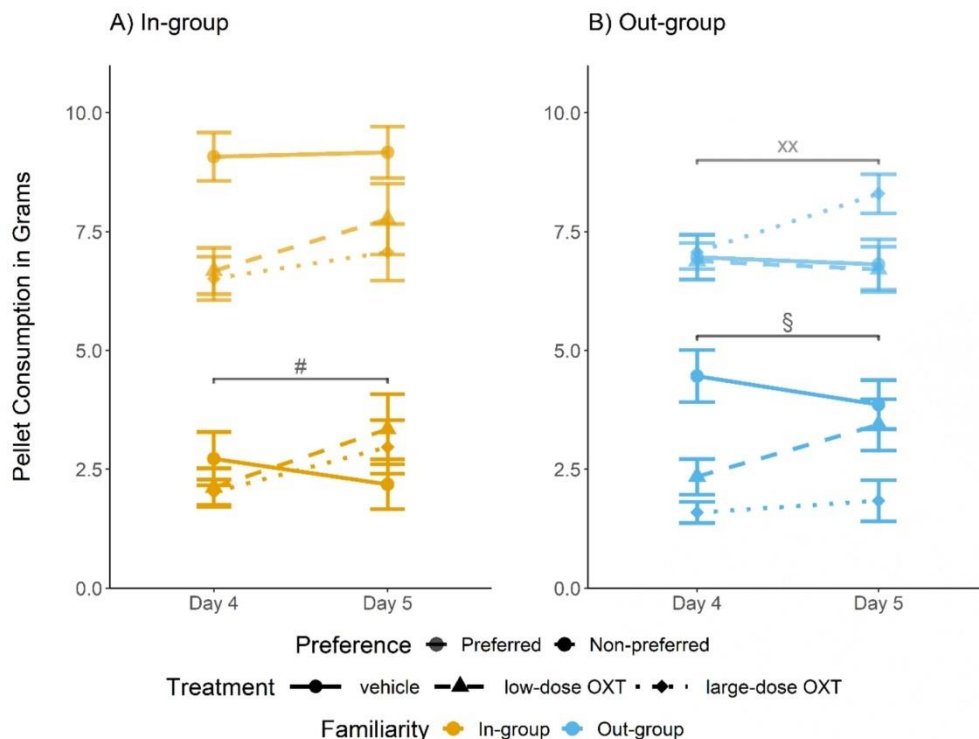 A) In-group
B) Out-group
Pellet Consumption in Grams
10.0
7.5
5.0
2.5
0.0
#
Day 4
Day 5
10.0
7.5
5.0
2.5
0.0
xx
§
Day 4
Day 5
Preference Preferred Non-preferred
Treatment vehicle low-dose OXT large-dose OXT
Familiarity In-group Out-group